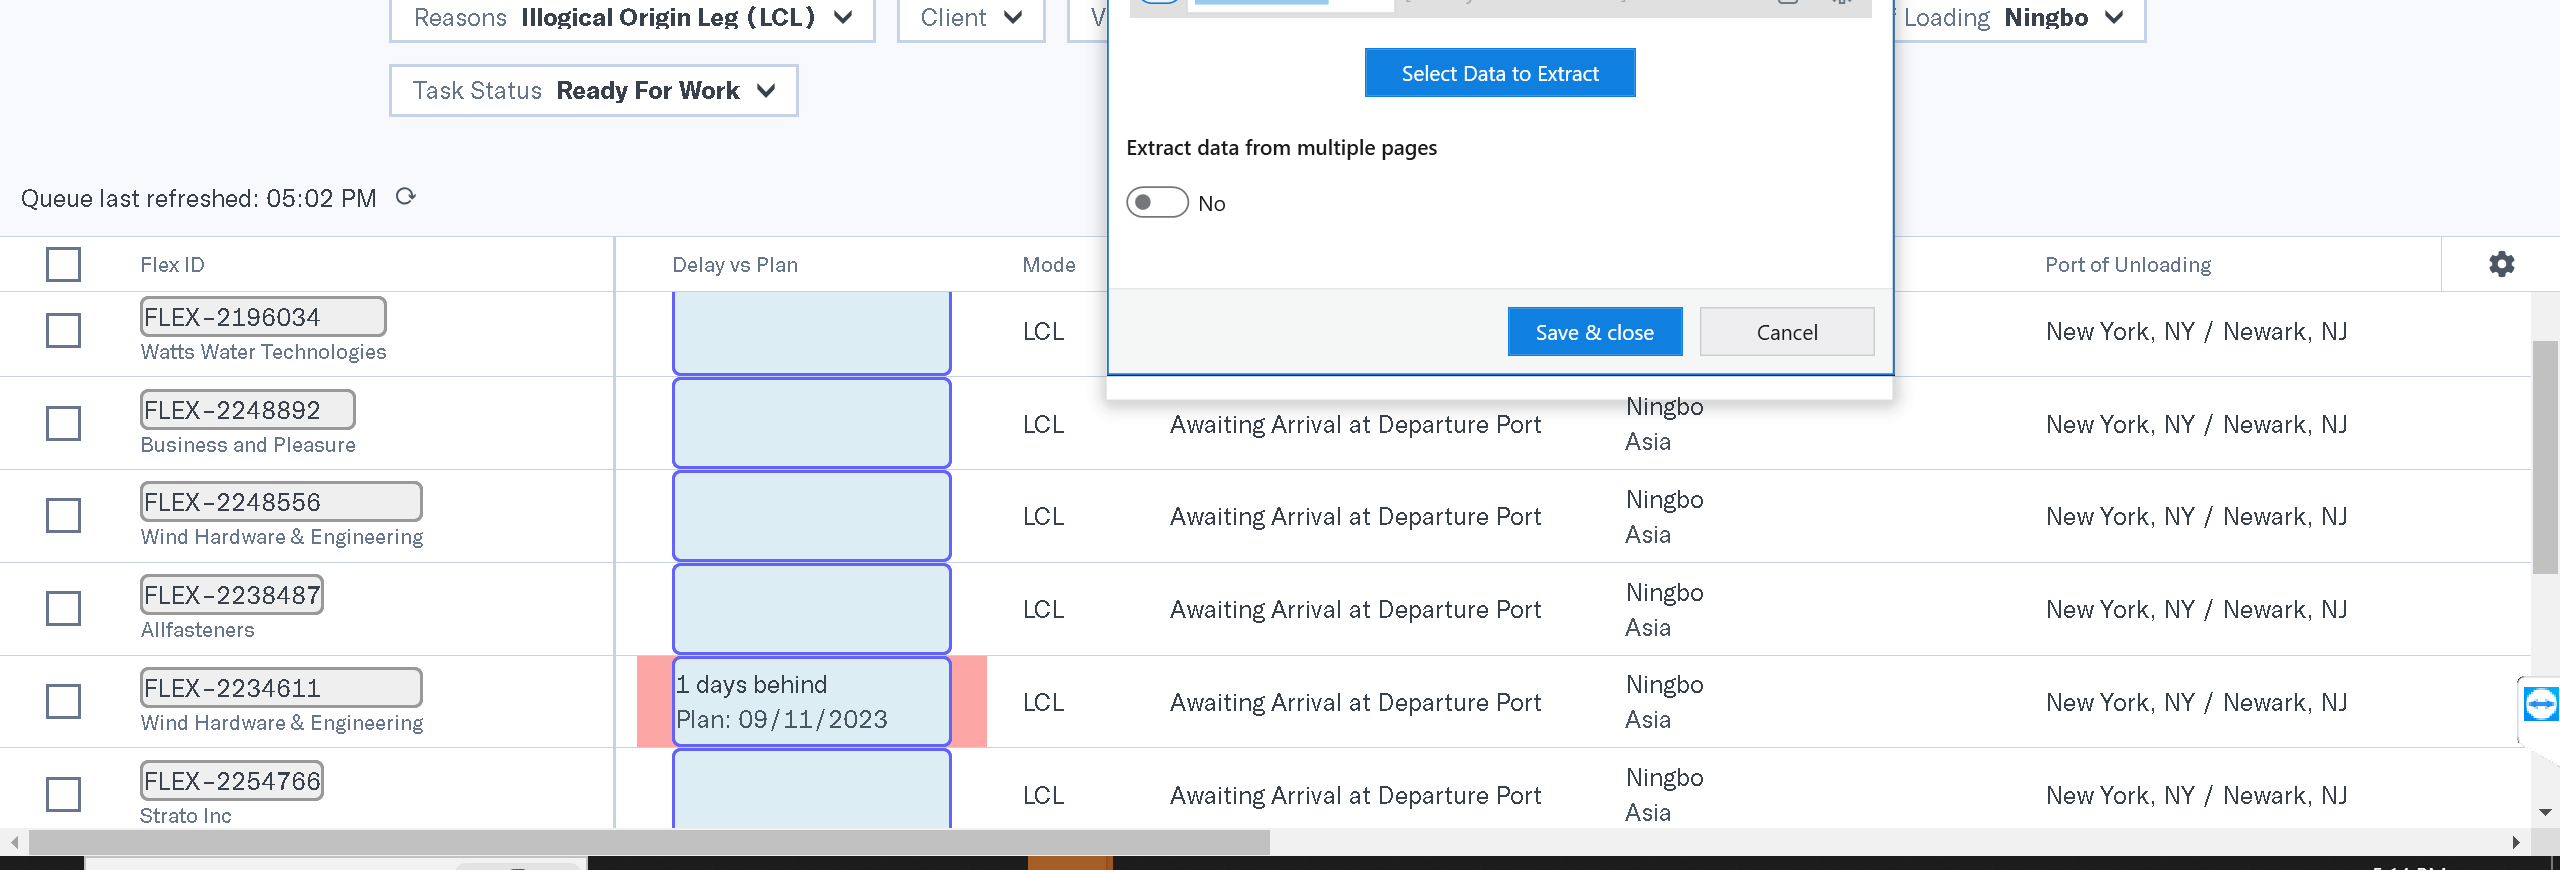 Reasons Illogical Origin Leg (LCL)
Client
Loading Ningbo
Task Status Ready For Work
Select Data to Extract
Extract data from multiple pages
No
Queue last refreshed: 05:02 PM
Flex ID
Delay vs Plan
Mode
Port of Unloading
Save & close
Cancel
FLEX-2196034
Watts Water Technologies
LCL
New York, NY / Newark, NJ
FLEX-2248892
Business and Pleasure
LCL
Awaiting Arrival at Departure Port
Ningbo
Asia
New York, NY / Newark, NJ
FLEX-2248556
Wind Hardware & Engineering
LCL
Awaiting Arrival at Departure Port
Ningbo
Asia
New York, NY / Newark, NJ
FLEX-2238487
Allfasteners
LCL
Awaiting Arrival at Departure Port
Ningbo
Asia
New York, NY / Newark, NJ
FLEX-2234611
Wind Hardware & Engineering
1 days behind
Plan: 09/11/2023
LCL
Awaiting Arrival at Departure Port
Ningbo
Asia
New York, NY / Newark, NJ
FLEX-2254766
Strato Inc
LCL
Awaiting Arrival at Departure Port
Ningbo
Asia
New York, NY / Newark, NJ